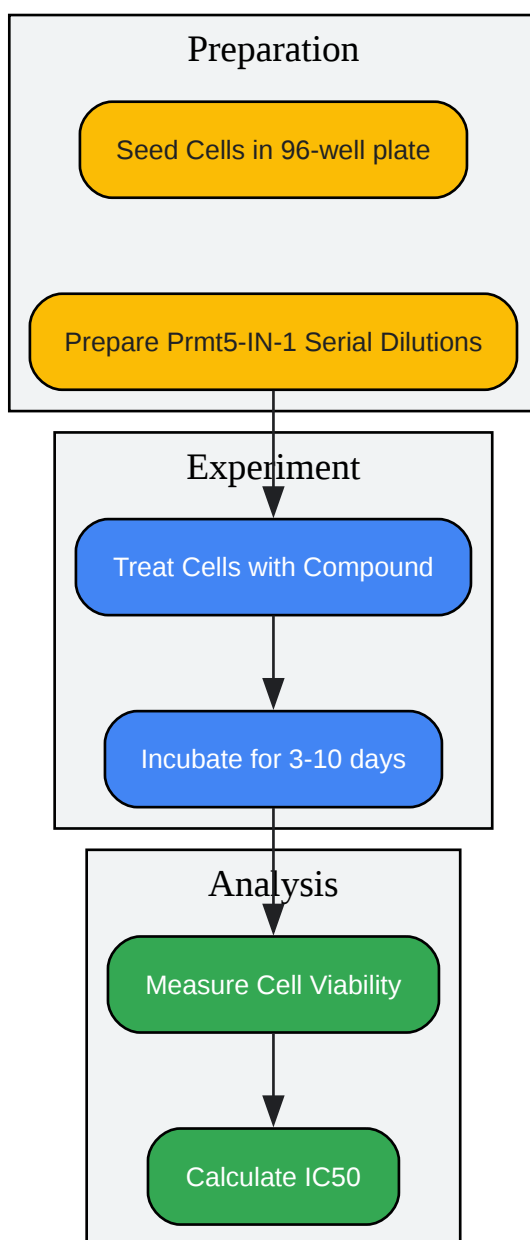 Preparation
Seed Cells in 96-well plate
Prepare Prmt5-IN-1 Serial Dilutions
Experiment
Treat Cells with Compound
Incubate for 3-10 days
Analysis
Measure Cell Viability
Calculate IC50